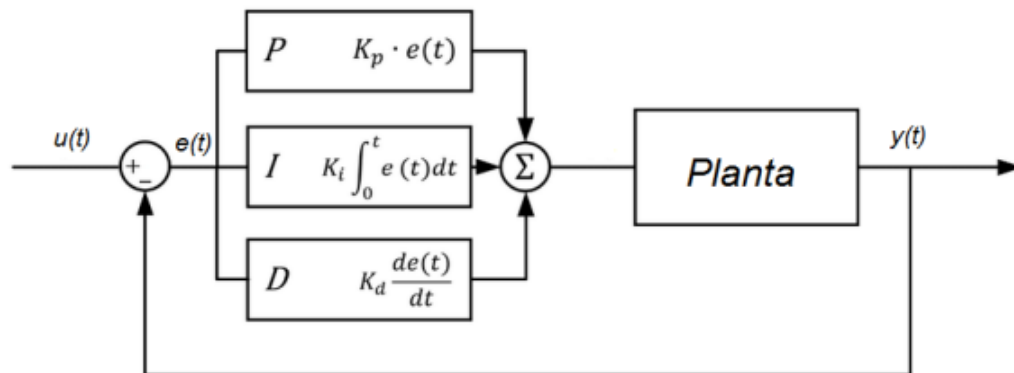 P K_p · e(t)
u(t)
e(t)
+
−
I K_i ∫_0^t e (t)dt
Σ
Planta
y(t)
D K_d de(t)/dt